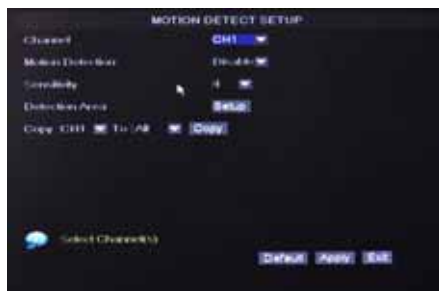 MOTION DETECT SETUP
Channel CH1
Motion Detection Disable
Sensitivity 4
Detection Area Setup
Copy CH1 To All Copy
Select Channel(s)
Default Apply Exit